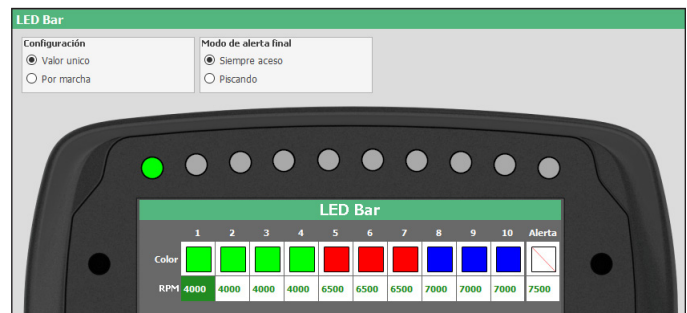 LED Bar
Configuración
Valor unico
Por marcha
Modo de alerta final
Siempre aceso
Piscando
LED Bar
1 2 3 4 5 6 7 8 9 10 Alerta
Color
RPM 4000 4000 4000 4000 6500 6500 6500 7000 7000 7000 7500